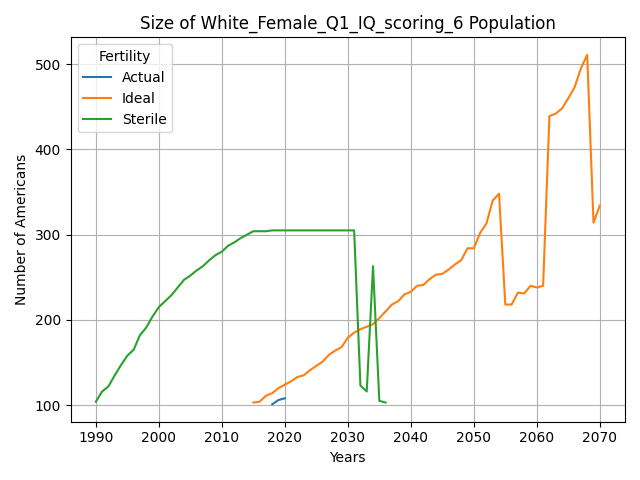 Size of White_Female_Q1_IQ_scoring_6 Population
Fertility
Actual
Ideal
Sterile
Number of Americans
500
400
300
200
100
1990 2000 2010 2020 2030 2040 2050 2060 2070
Years